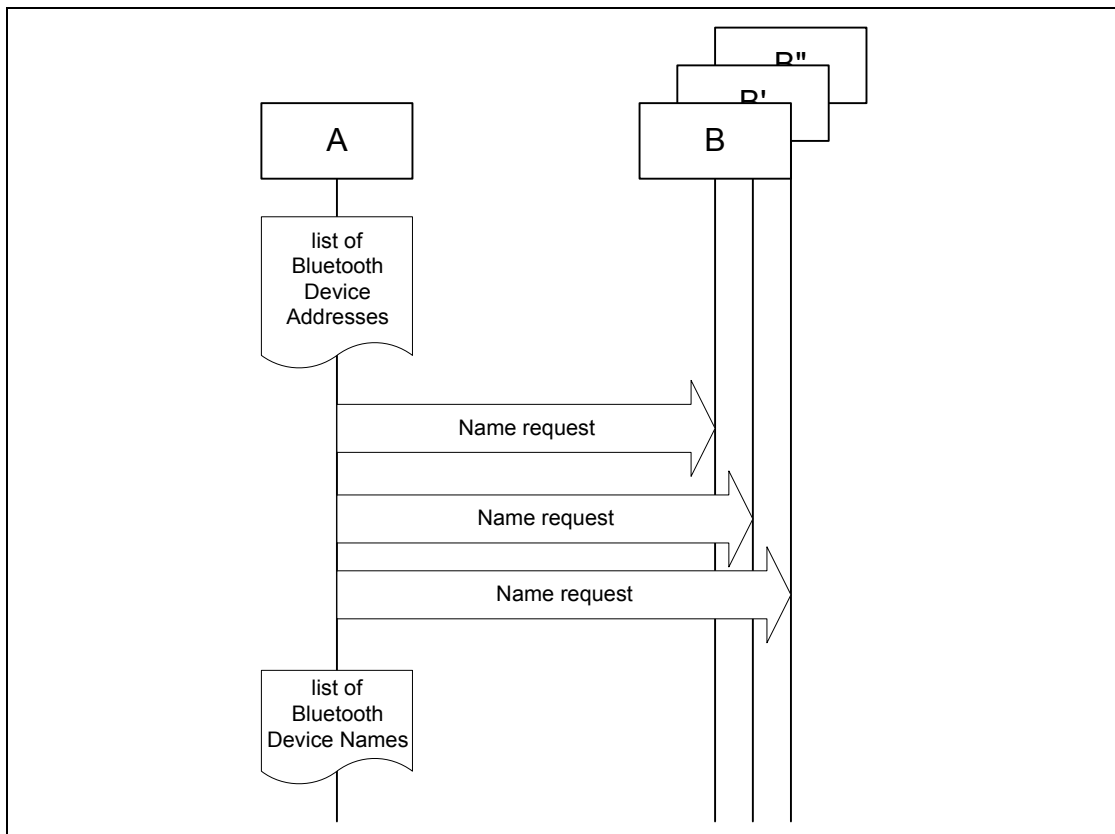 B"
B'
A
B
list of
Bluetooth
Device
Addresses
Name request
Name request
Name request
list of
Bluetooth
Device Names